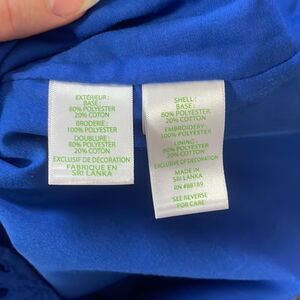 EXTÉRIEUR :
BASE :
80% POLYESTER
20% COTON
BRODERIE :
100% POLYESTER
DOUBLURE :
80% POLYESTER
20% COTON
EXCLUSIF DE DÉCORATION
FABRIQUE EN
SRI LANKA
SHELL :
BASE :
80% POLYESTER
20% COTTON
EMBROIDERY :
100% POLYESTER
LINING :
80% POLYESTER
20% COTTON
EXCLUSIVE OF DECORATION
MADE IN
SRI LANKA
RN #88189
SEE REVERSE
FOR CARE